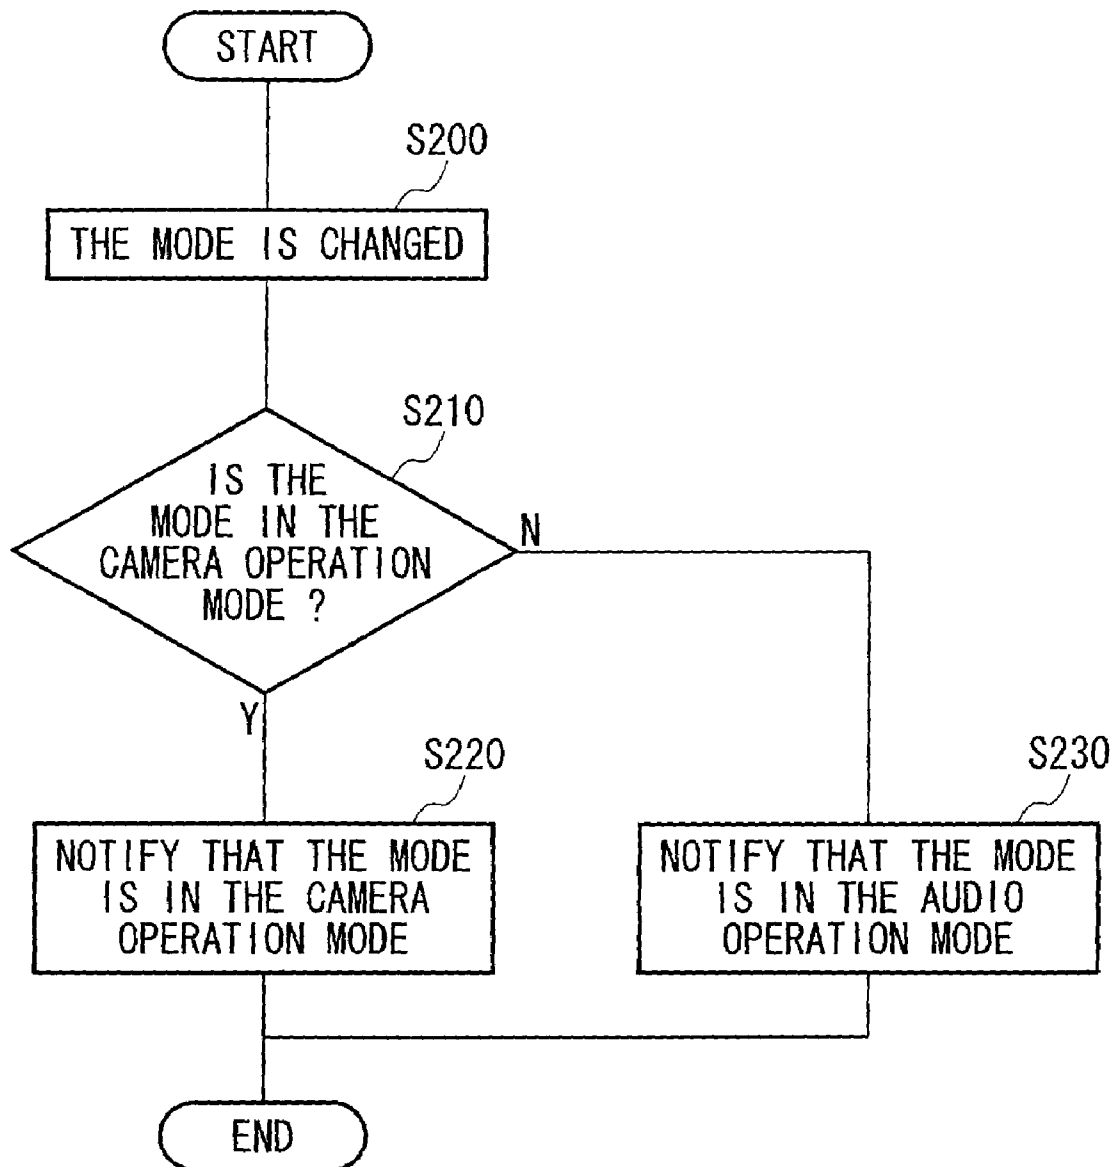 START
S200
THE MODE IS CHANGED
S210
IS THE
MODE IN THE
CAMERA OPERATION
MODE ?
N
Y
S220
NOTIFY THAT THE MODE
IS IN THE CAMERA
OPERATION MODE
S230
NOTIFY THAT THE MODE
IS IN THE AUDIO
OPERATION MODE
END